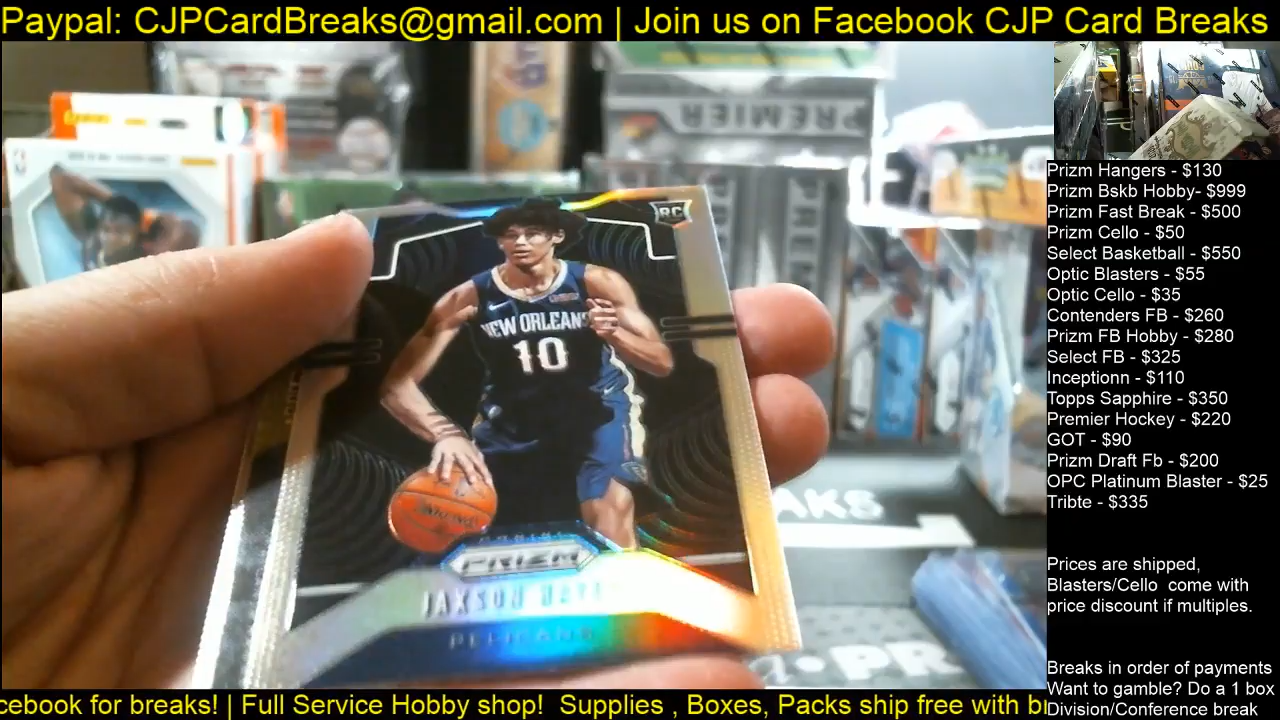 Paypal: CJPCardBreaks@gmail.com | Join us on Facebook CJP Card Breaks
PREMIER
RC
NEW ORLEANS
10
PRIZM
JAXSON
PELICANS
Prizm Hangers - $130
Prizm Bskb Hobby- $999
Prizm Fast Break - $500
Prizm Cello - $50
Select Basketball - $550
Optic Blasters - $55
Optic Cello - $35
Contenders FB - $260
Prizm FB Hobby - $280
Select FB - $325
Inceptionn - $110
Topps Sapphire - $350
Premier Hockey - $220
GOT - $90
Prizm Draft Fb - $200
OPC Platinum Blaster - $25
Tribte - $335
Prices are shipped,
Blasters/Cello come with
price discount if multiples.
Breaks in order of payments
Want to gamble? Do a 1 box
Division/Conference break
cebook for breaks! | Full Service Hobby shop! Supplies , Boxes, Packs ship free with br